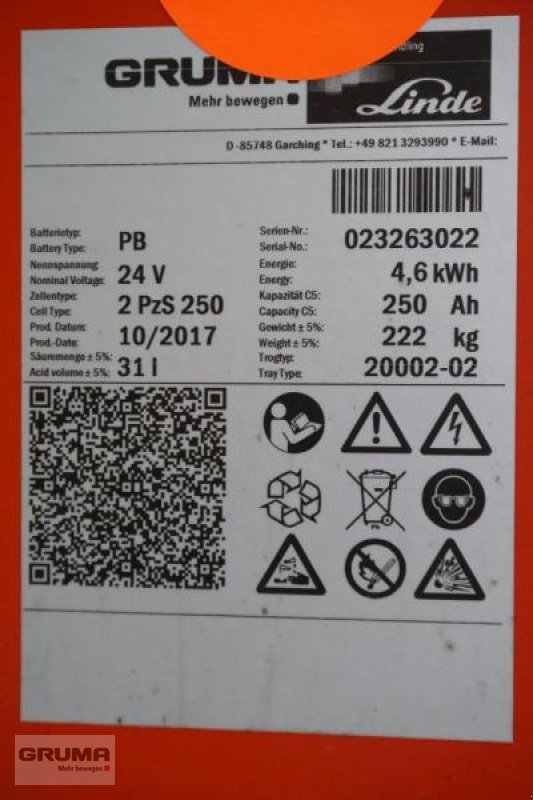 GRUMA
Mehr bewegen
Linde
D-85748 Garching * Tel.: +49 821 3293990 * E-Mail:
Batterietyp:
Battery Type: PB
Nennspannung:
Nominal Voltage: 24 V
Zellentype:
Cell Type: 2 PzS 250
Prod. Datum:
Prod.-Date: 10/2017
Säuremenge ± 5%:
Acid volume ± 5%: 31 l
Serien-Nr.:
Serial-No.: 023263022
Energie:
Energy: 4,6 kWh
Kapazität C5:
Capacity C5: 250 Ah
Gewicht ± 5%:
Weight ± 5%: 222 kg
Trogtyp:
Tray Type: 20002-02
Pb
GRUMA
Mehr bewegen